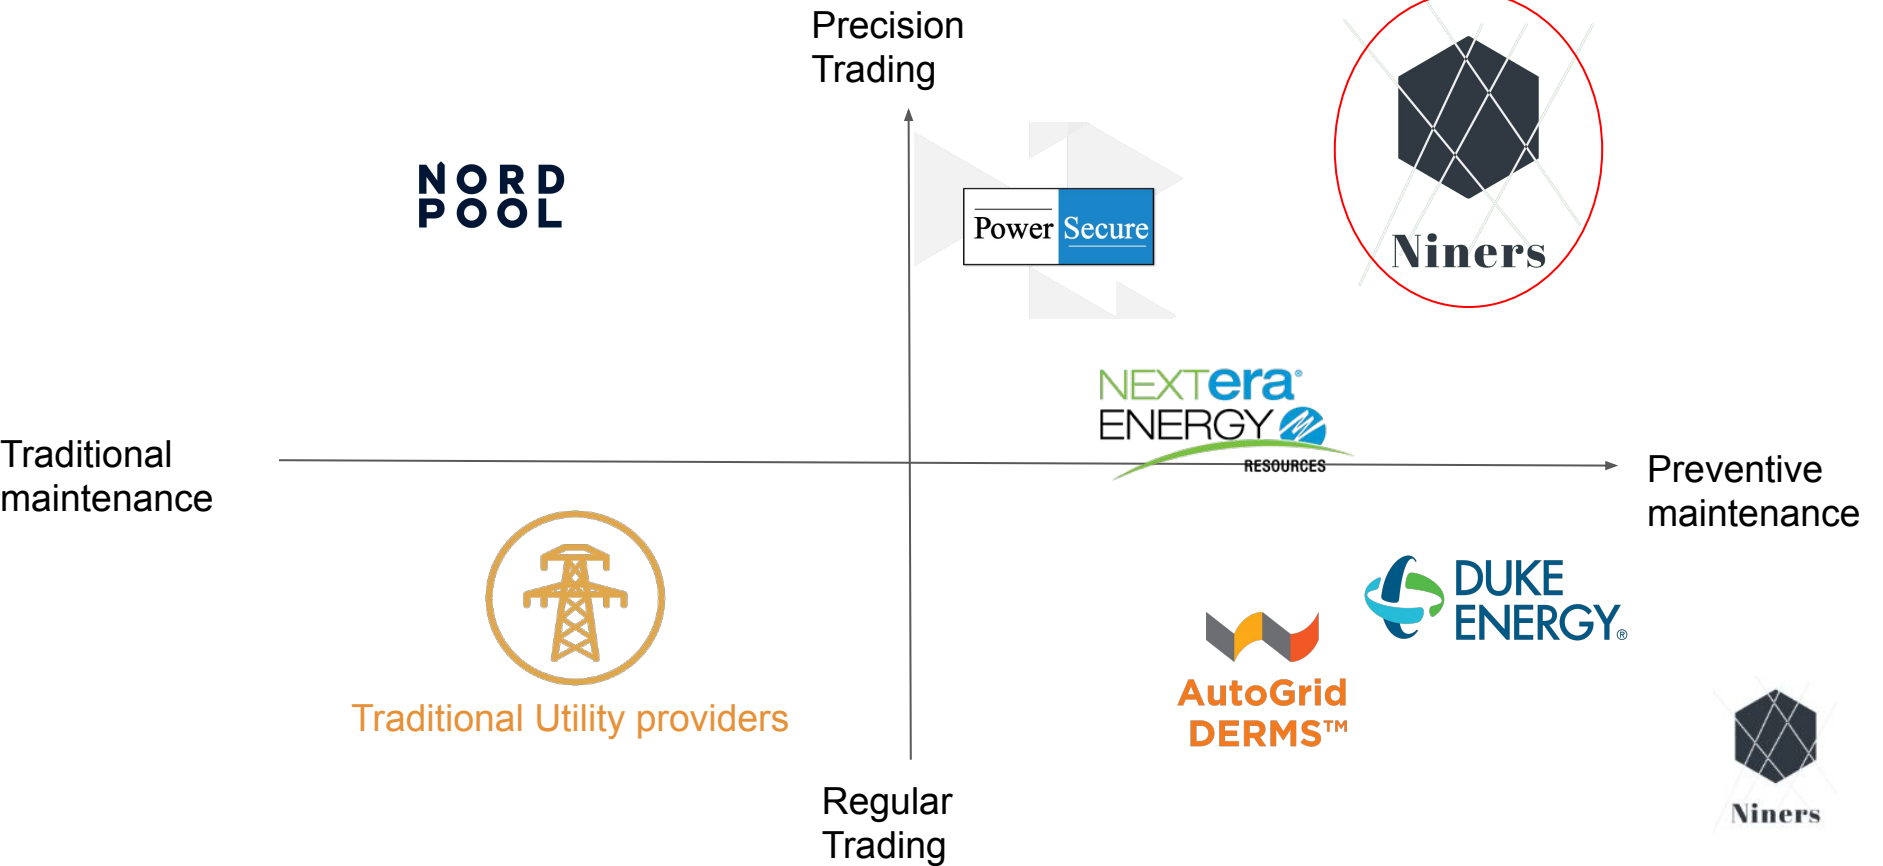 Precision
Trading
NORD
POOL
Power Secure
Niners
NEXTera®
ENERGY
RESOURCES
Traditional
maintenance
Preventive
maintenance
DUKE
ENERGY®
Traditional Utility providers
AutoGrid
DERMS™
Niners
Regular
Trading